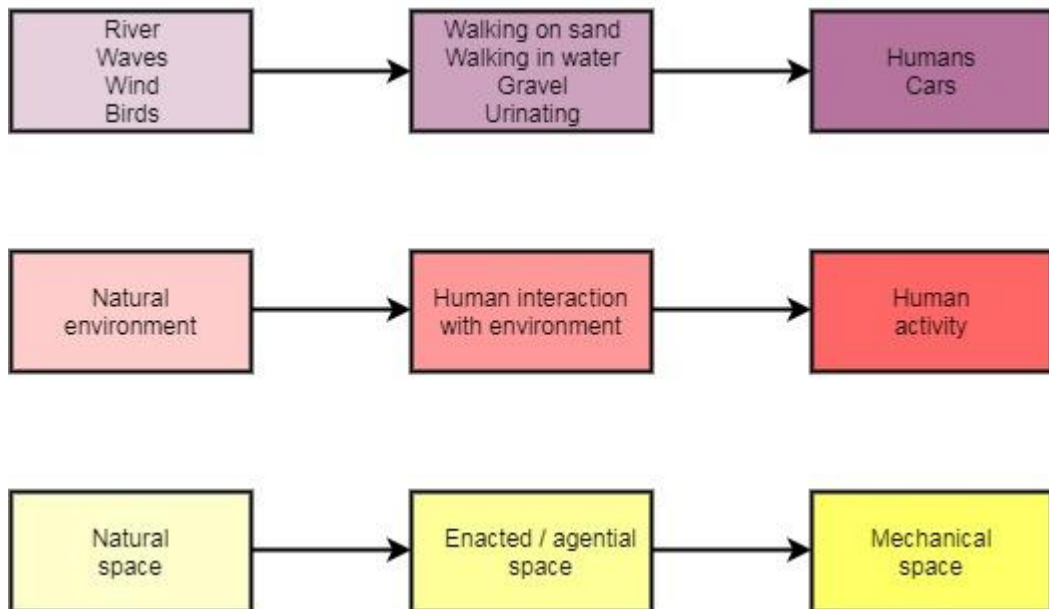 River
Waves
Wind
Birds
Walking on sand
Walking in water
Gravel
Urinating
Humans
Cars
Natural
environment
Human interaction
with environment
Human
activity
Natural
space
Enacted / agential
space
Mechanical
space